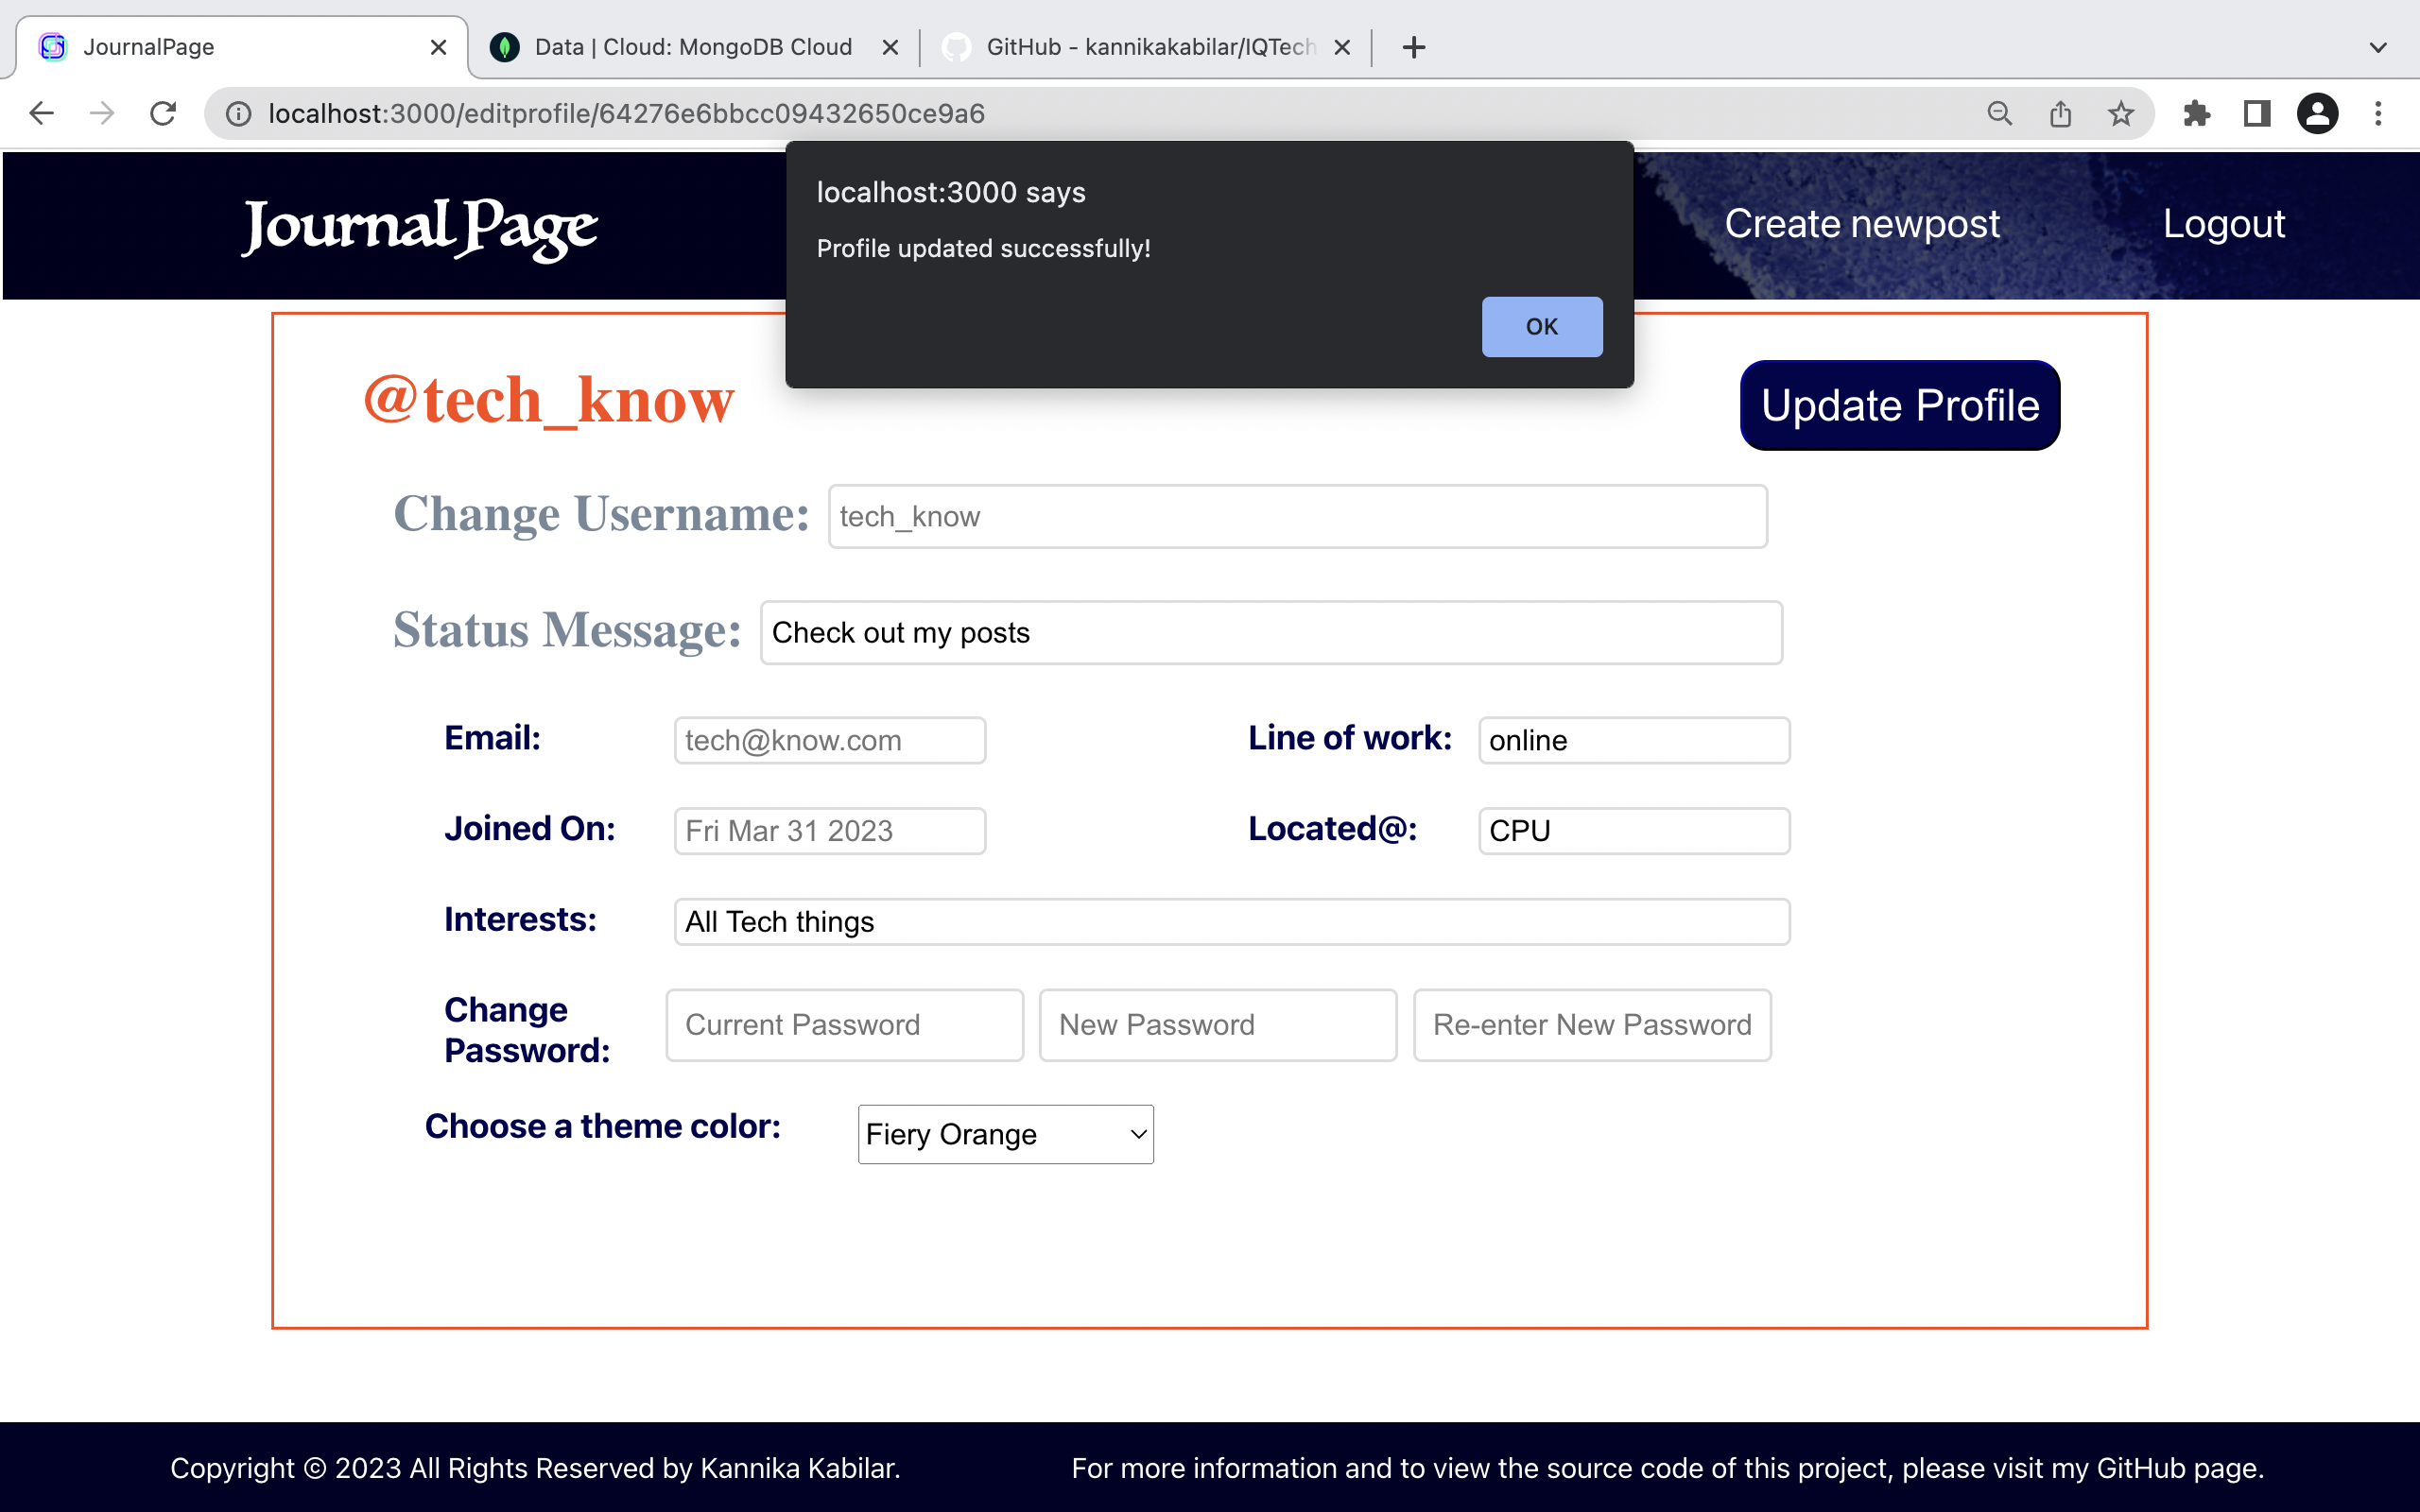 JournalPage
Data | Cloud: MongoDB Cloud
GitHub - kannikakabilar/IQTech
localhost:3000/editprofile/64276e6bbcc09432650ce9a6
Journal Page
Create newpost
Logout
localhost:3000 says
Profile updated successfully!
OK
@tech_know
Update Profile
Change Username: tech_know
Status Message: Check out my posts
Email: tech@know.com
Line of work: online
Joined On: Fri Mar 31 2023
Located@: CPU
Interests: All Tech things
Change
Password:
Current Password
New Password
Re-enter New Password
Choose a theme color: Fiery Orange
Copyright © 2023 All Rights Reserved by Kannika Kabilar.
For more information and to view the source code of this project, please visit my GitHub page.